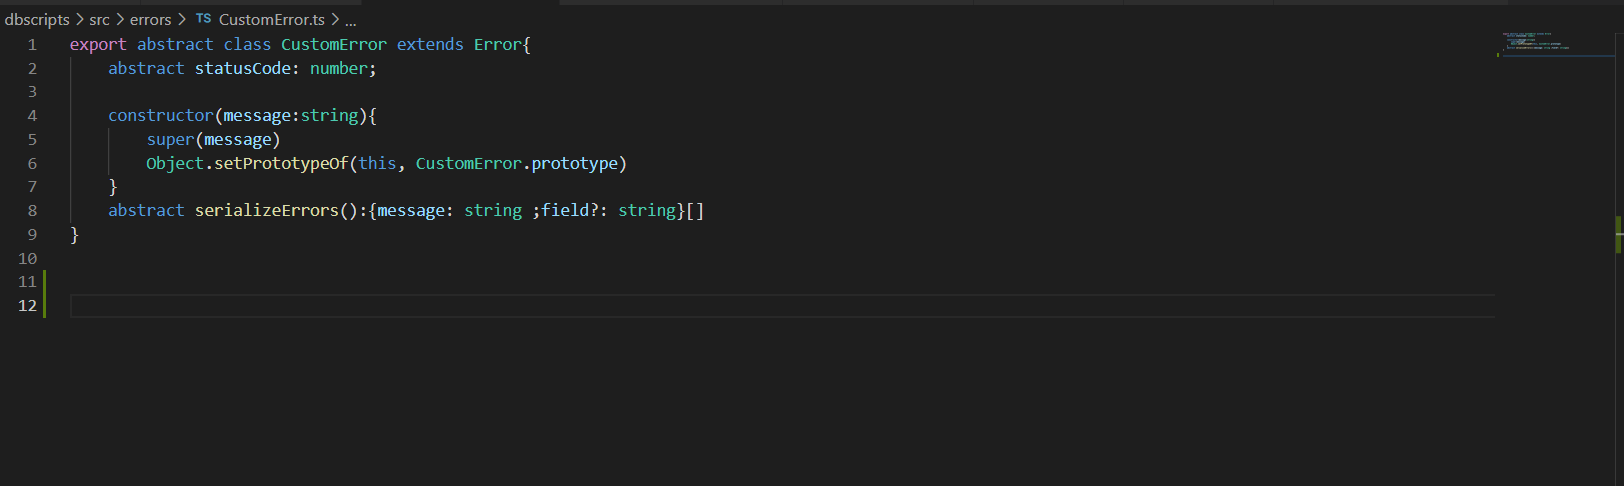 dbscripts > src > errors > TS CustomError.ts > ...
1 export abstract class CustomError extends Error{
2 abstract statusCode: number;
3
4 constructor(message:string){
5 super(message)
6 Object.setPrototypeOf(this, CustomError.prototype)
7 }
8 abstract serializeErrors():{message: string ;field?: string}[]
9 }
10
11
12